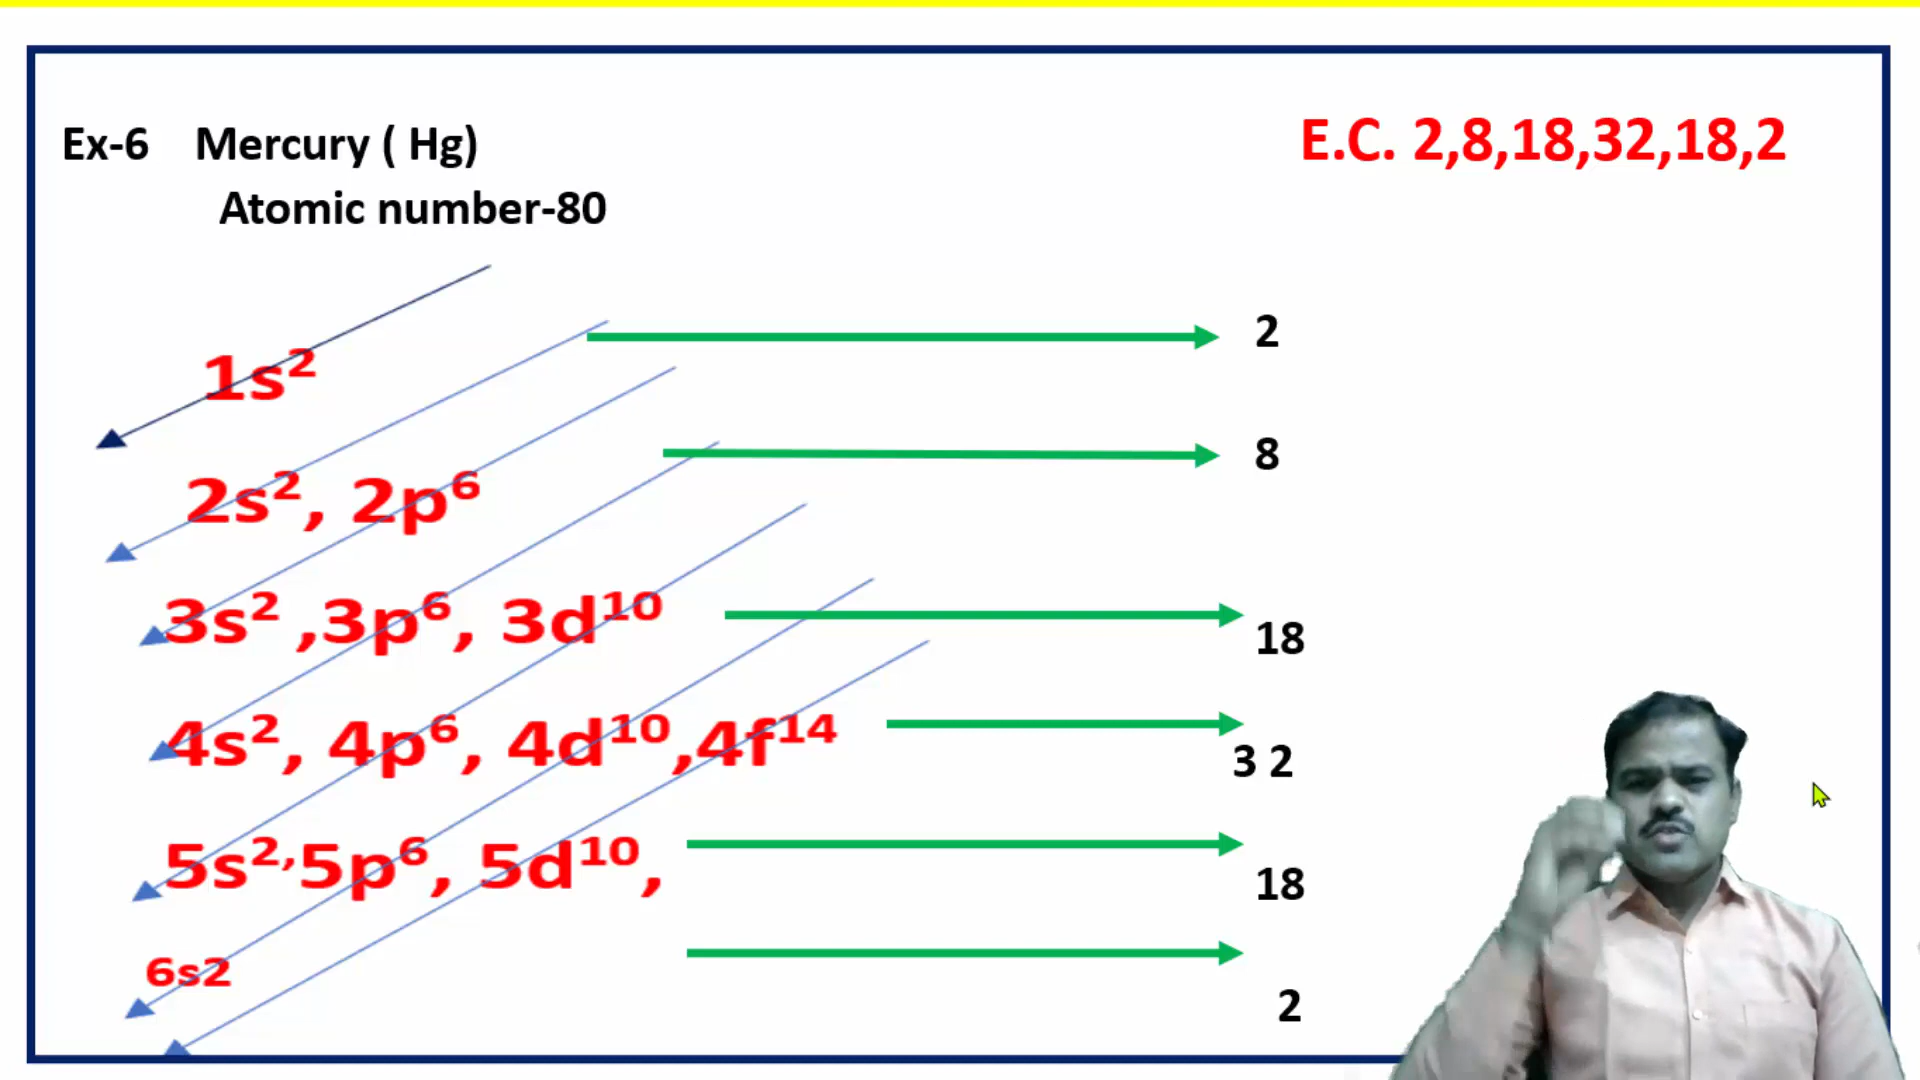 Ex-6 Mercury ( Hg)
E.C. 2,8,18,32,18,2
Atomic number-80
1s² 2
2s², 2p⁶ 8
3s² ,3p⁶, 3d¹⁰ 18
4s², 4p⁶, 4d¹⁰,4f¹⁴ 3 2
5s²,5p⁶, 5d¹⁰, 18
6s2 2